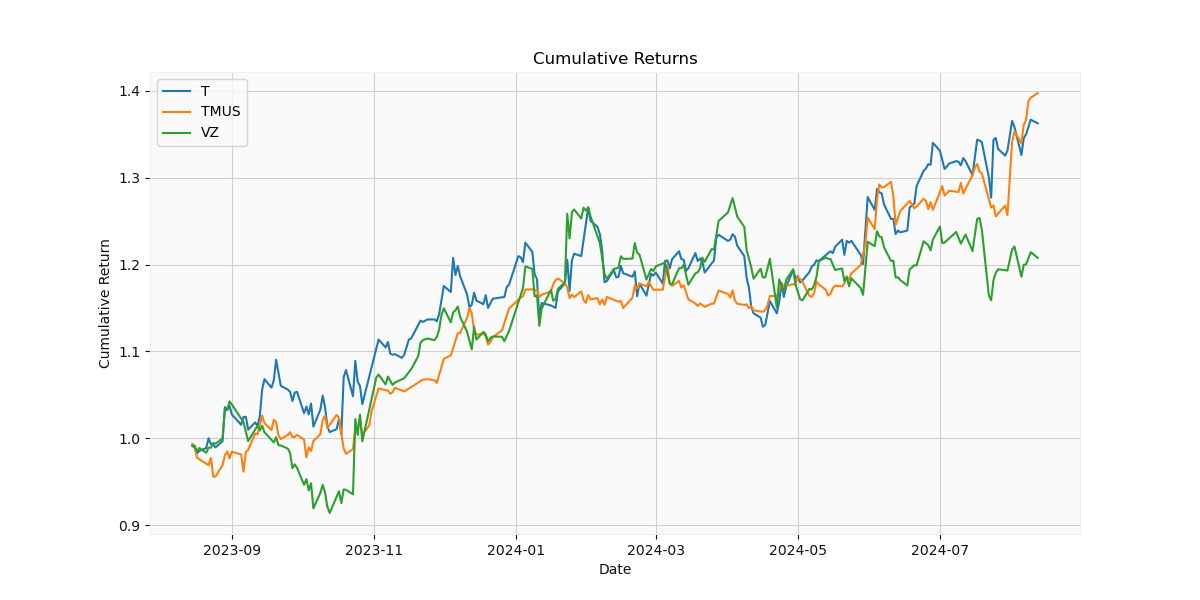 Cumulative Returns
T
TMUS
VZ
Cumulative Return
1.4
1.3
1.2
1.1
1.0
0.9
2023-09
2023-11
2024-01
2024-03
2024-05
2024-07
Date